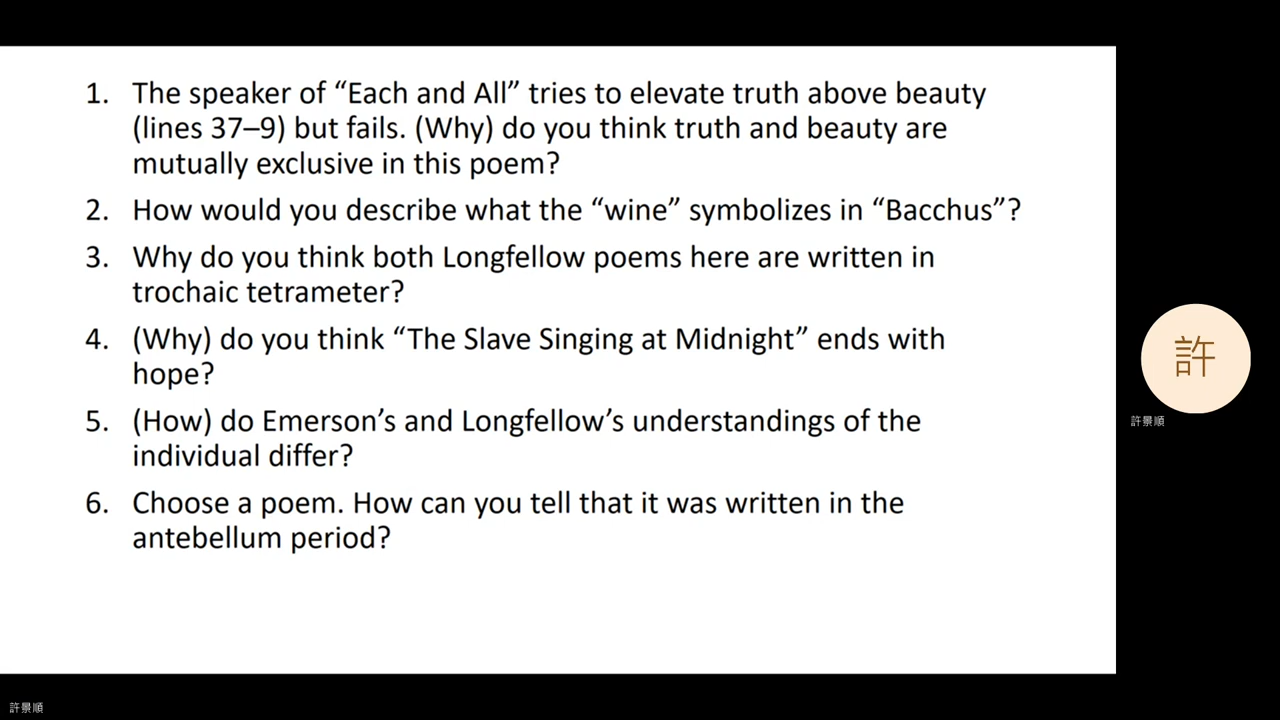 1. The speaker of “Each and All” tries to elevate truth above beauty
(lines 37–9) but fails. (Why) do you think truth and beauty are
mutually exclusive in this poem?
2. How would you describe what the “wine” symbolizes in “Bacchus”?
3. Why do you think both Longfellow poems here are written in
trochaic tetrameter?
4. (Why) do you think “The Slave Singing at Midnight” ends with
hope?
5. (How) do Emerson’s and Longfellow’s understandings of the
individual differ?
6. Choose a poem. How can you tell that it was written in the
antebellum period?
許
許景順
許景順